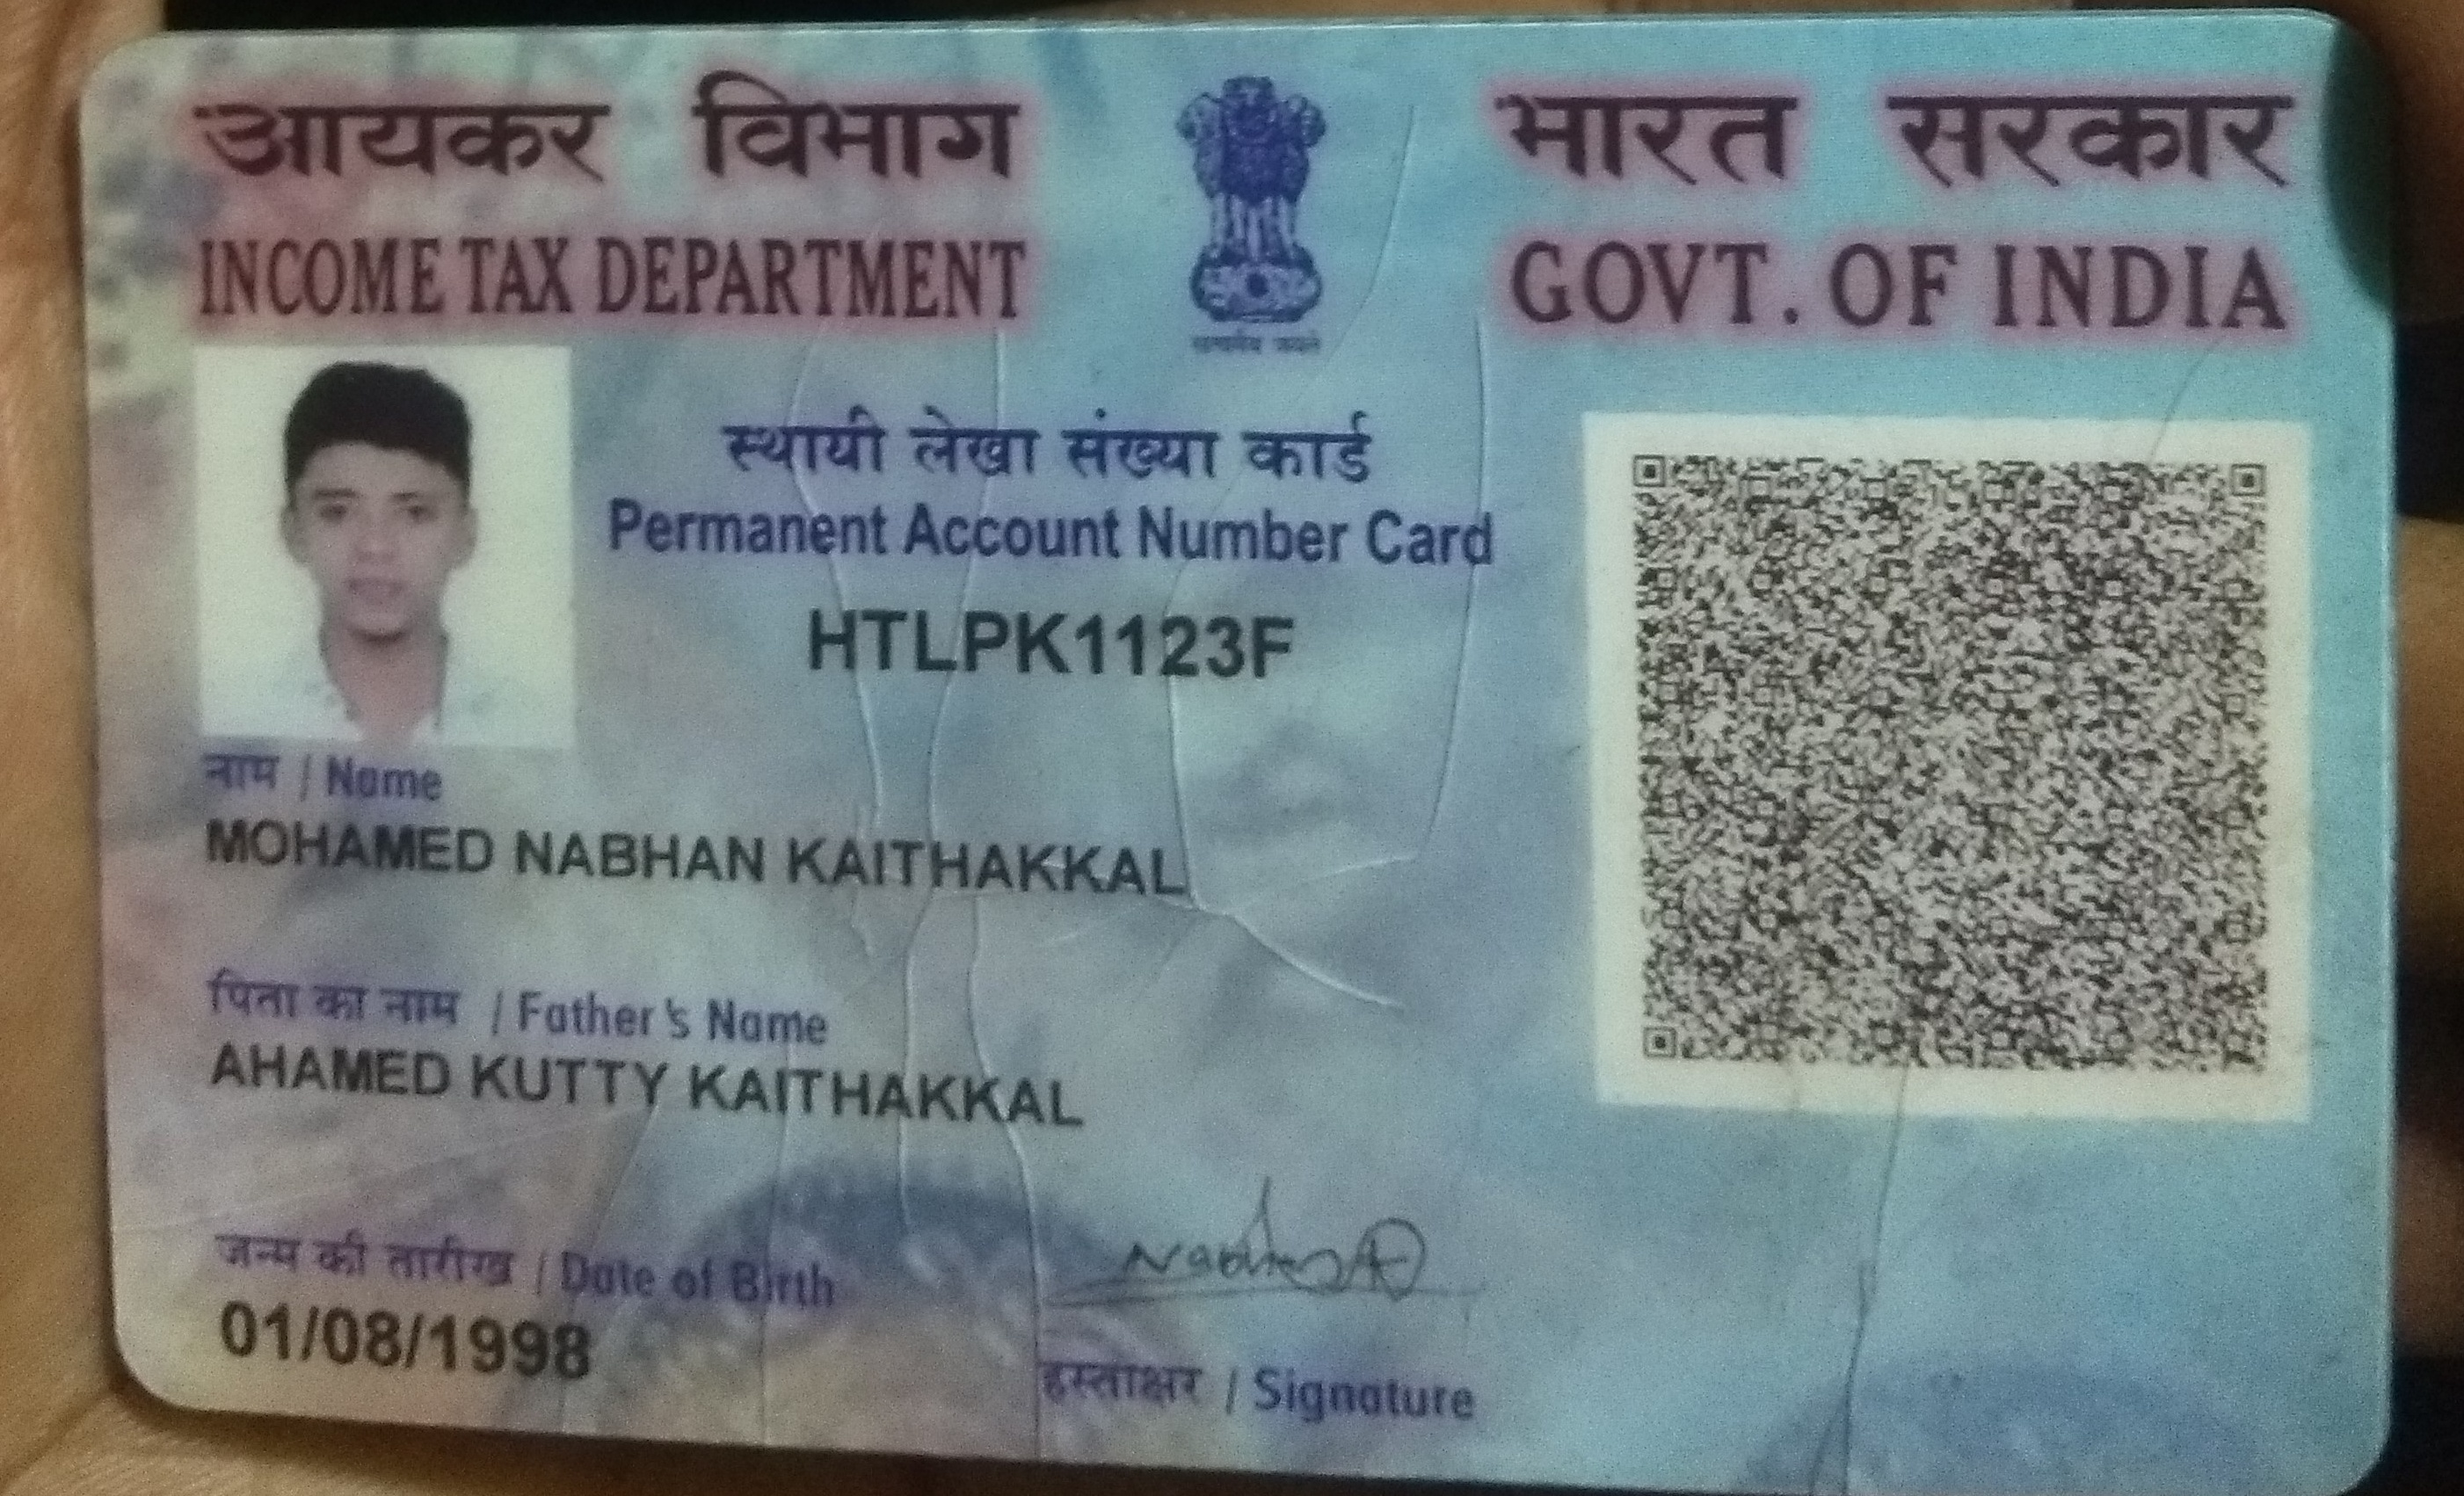 आयकर विभाग
INCOME TAX DEPARTMENT
भारत सरकार
GOVT. OF INDIA
सत्यमेव जयते
स्थायी लेखा संख्या कार्ड
Permanent Account Number Card
HTLPK1123F
नाम / Name
MOHAMED NABHAN KAITHAKKAL
पिता का नाम / Father's Name
AHAMED KUTTY KAITHAKKAL
जन्म की तारीख / Date of Birth
01/08/1998
हस्ताक्षर / Signature